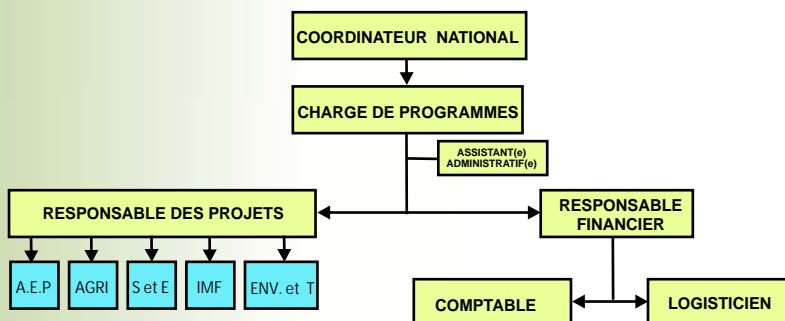 COORDINATEUR NATIONAL
CHARGE DE PROGRAMMES
ASSISTANT(e)
ADMINISTRATIF(e)
RESPONSABLE DES PROJETS
RESPONSABLE
FINANCIER
A.E.P
AGRI
S et E
IMF
ENV. et T
COMPTABLE
LOGISTICIEN